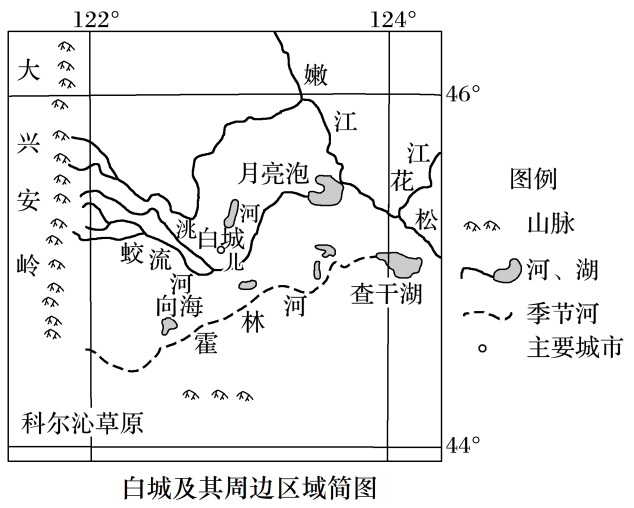 122° 124°
46°
44°
大兴安岭
嫩江
松花江
月亮泡
洮儿河
白城
蛟流河
向海
霍林河
查干湖
科尔沁草原
图例
山脉
河、湖
季节河
主要城市
白城及其周边区域简图